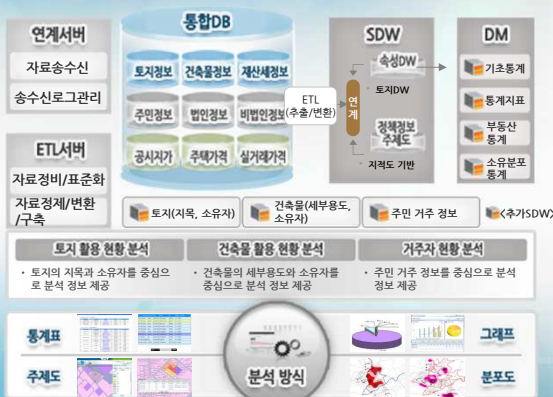 연계서버
자료송수신
송수신로그관리
ETL서버
자료정비/표준화
자료정제/변환
/구축
통합DB
토지정보 건축물정보 재산세정보
주민정보 법인정보 비법인정보
공시지가 주택가격 실거래가격
ETL
(추출/변환)
SDW
속성DW
• 토지DW
연
계
정책정보
주제도
• 지적도 기반
DM
기초통계
통계지표
부동산
통계
소유분포
통계
토지(지목, 소유자)
건축물(세부용도,
소유자)
주민 거주 정보
<추가SDW>
토지 활용 현황 분석
• 토지의 지목과 소유자를 중심으
로 분석 정보 제공
건축물 활용 현황 분석
• 건축물의 세부용도와 소유자를
중심으로 분석 정보 제공
거주자 현황 분석
• 주민 거주 정보를 중심으로 분석
정보 제공
통계표
주제도
분석 방식
그래프
분포도